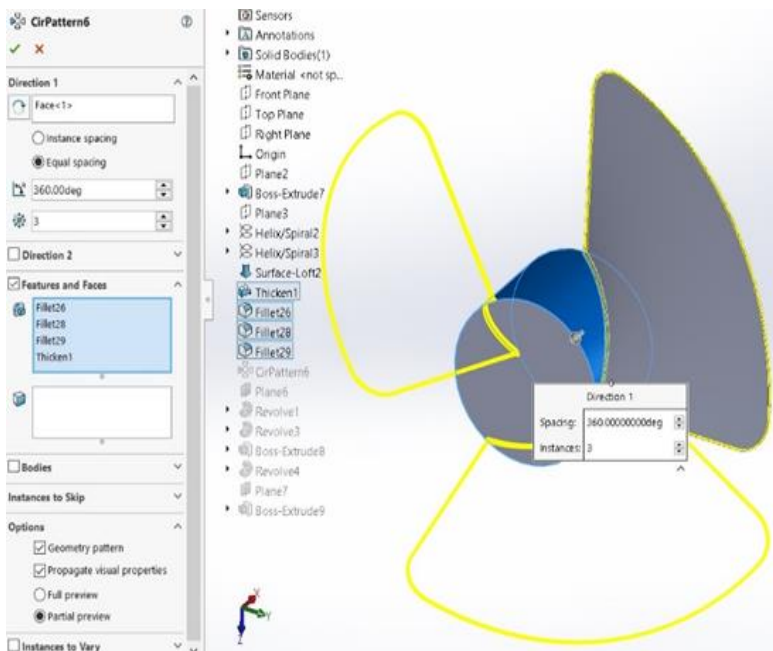 CirPattern6
Direction 1
Face<1>
Instance spacing
Equal spacing
360.00deg
3
Direction 2
Features and Faces
Fillet26
Fillet28
Fillet29
Thicken1
Bodies
Instances to Skip
Options
Geometry pattern
Propagate visual properties
Full preview
Partial preview
Instances to Vary
Sensors
Annotations
Solid Bodies(1)
Material <not sp..
Front Plane
Top Plane
Right Plane
Origin
Plane2
Boss-Extrude7
Plane3
Helix/Spiral2
Helix/Spiral3
Surface-Loft2
Thicken1
Fillet26
Fillet28
Fillet29
CirPattern6
Plane6
Revolve1
Revolve3
Boss-Extrude8
Revolve4
Plane7
Boss-Extrude9
Direction 1
Spacing: 360.00000000deg
Instances: 3
X
Y
Z